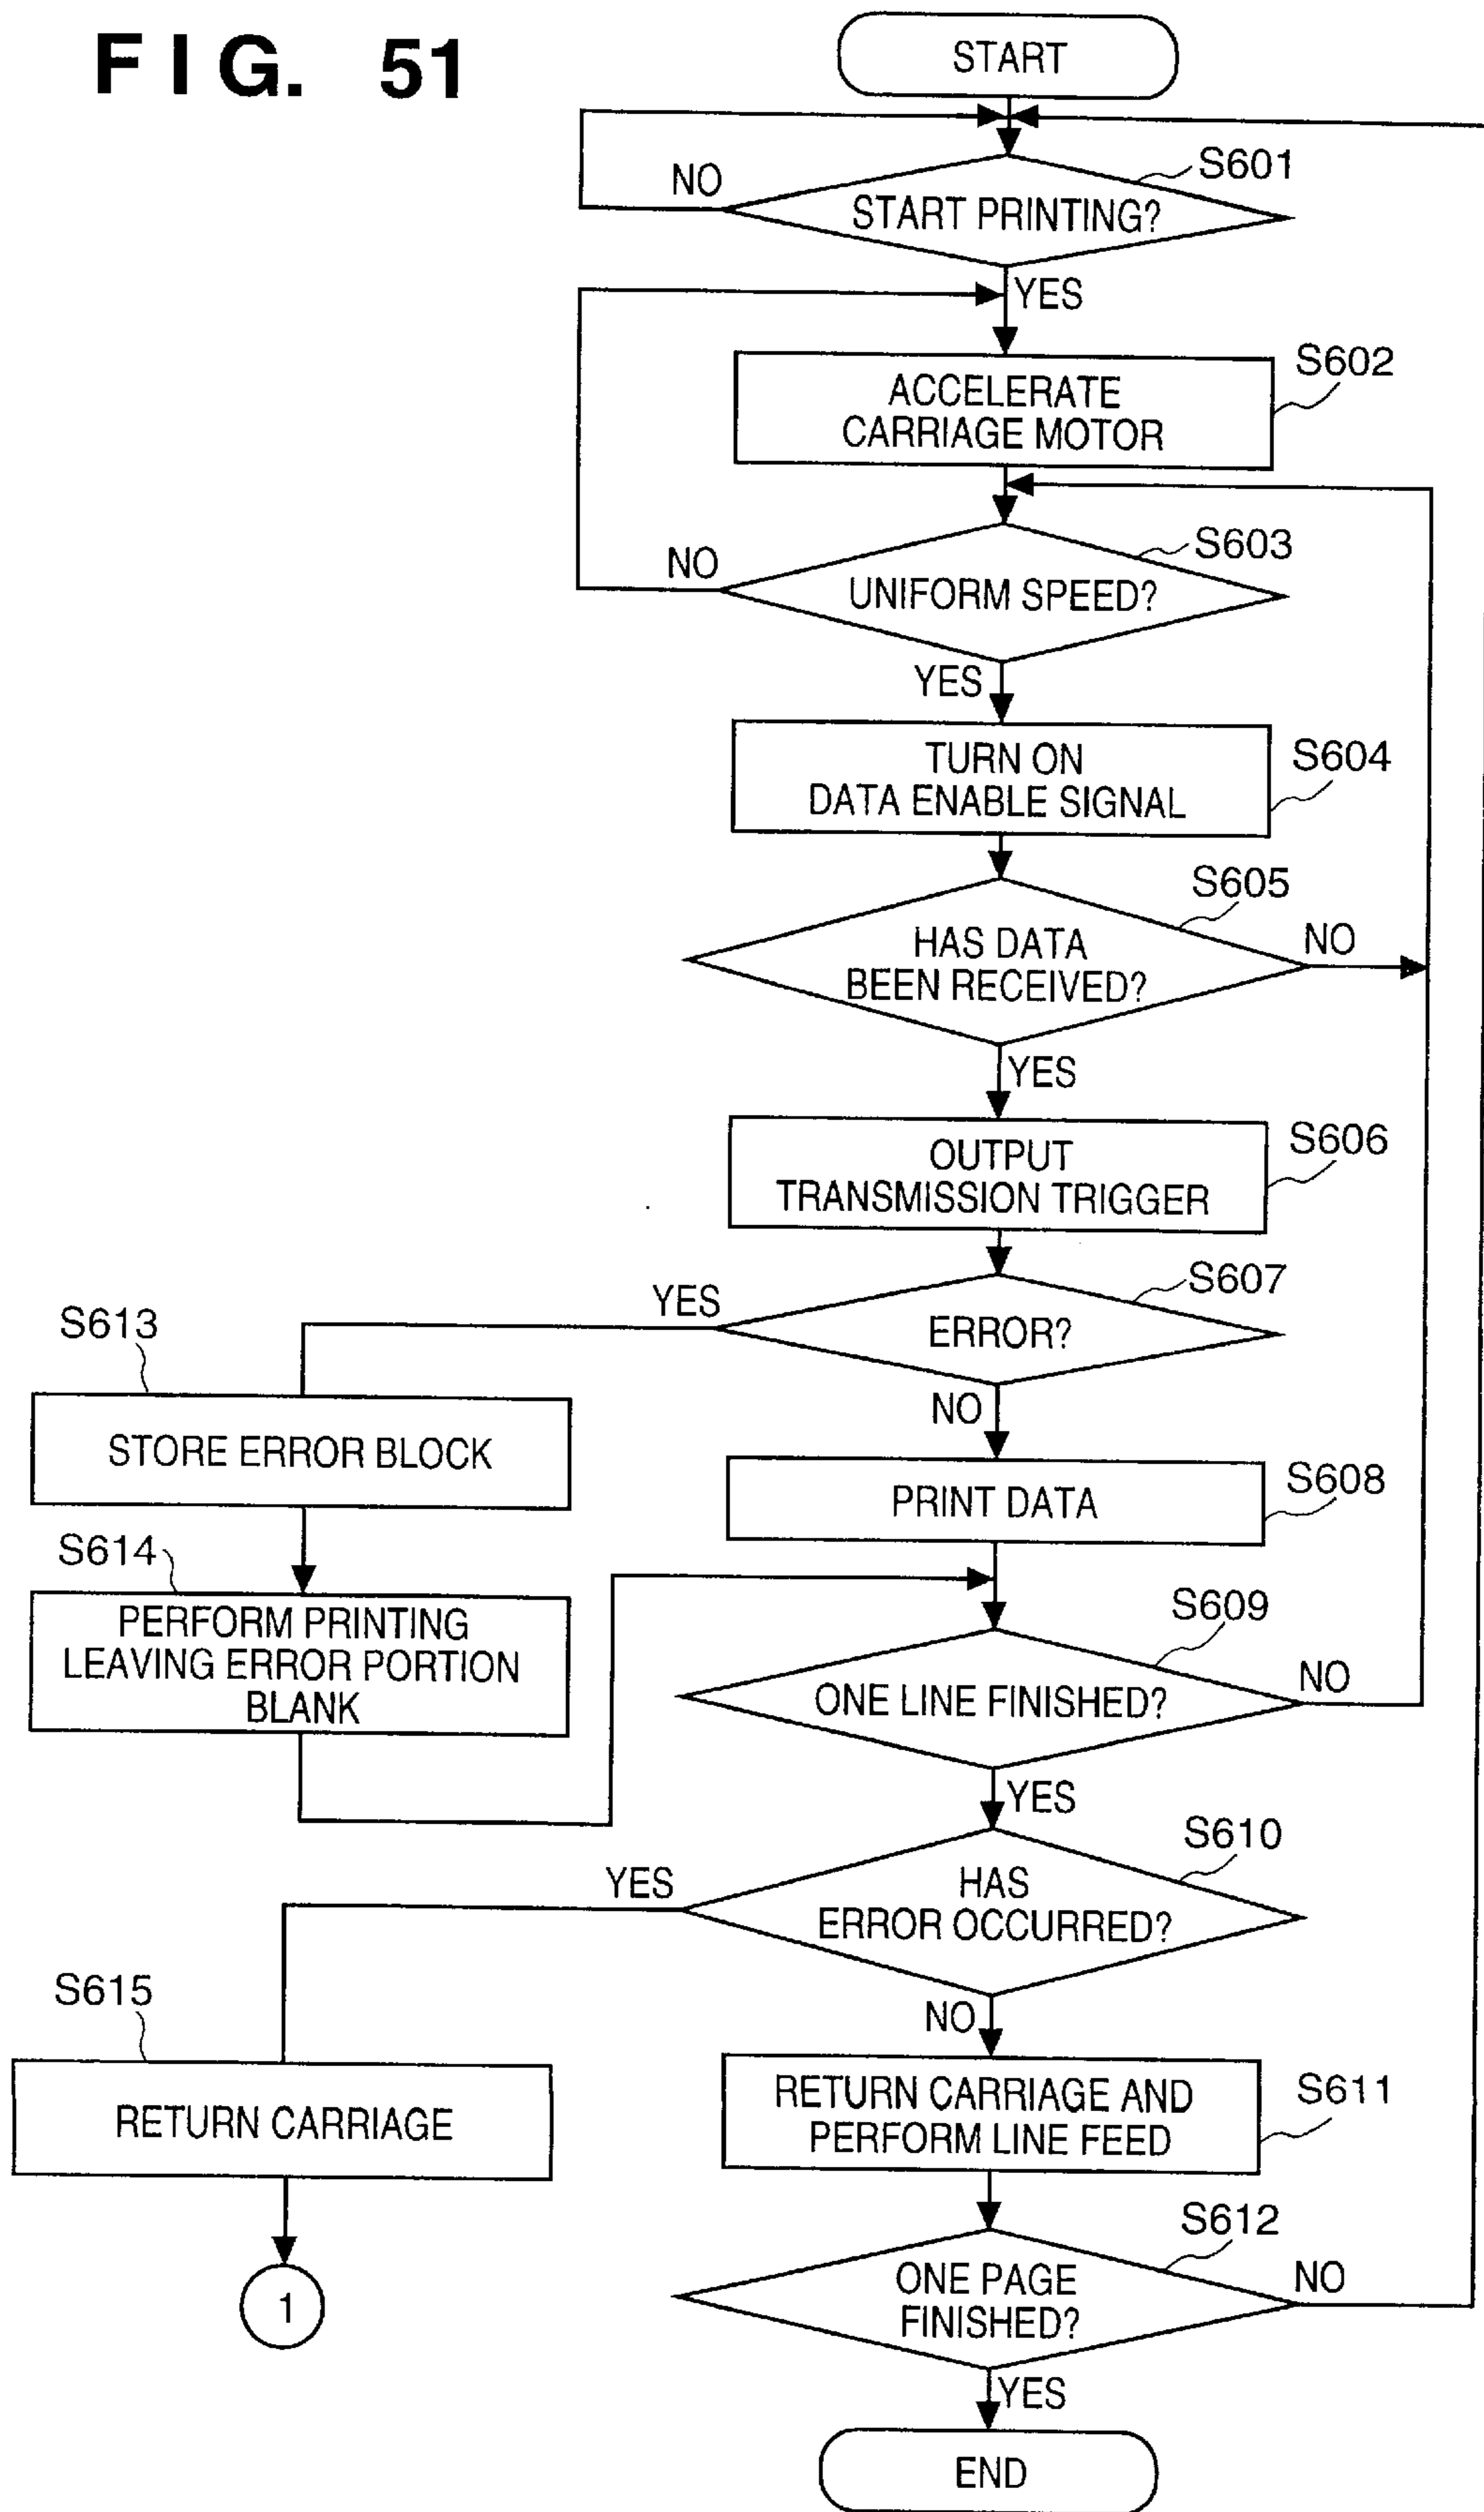 FIG. 51
START
S601
NO
START PRINTING?
YES
S602
ACCELERATE
CARRIAGE MOTOR
S603
NO
UNIFORM SPEED?
YES
S604
TURN ON
DATA ENABLE SIGNAL
S605
NO
HAS DATA
BEEN RECEIVED?
YES
S606
OUTPUT
TRANSMISSION TRIGGER
S607
YES
ERROR?
S613
NO
STORE ERROR BLOCK
S608
PRINT DATA
S614
PERFORM PRINTING
LEAVING ERROR PORTION
BLANK
S609
NO
ONE LINE FINISHED?
YES
S610
YES
HAS
ERROR OCCURRED?
S615
NO
RETURN CARRIAGE
S611
RETURN CARRIAGE AND
PERFORM LINE FEED
S612
NO
1
ONE PAGE
FINISHED?
YES
END